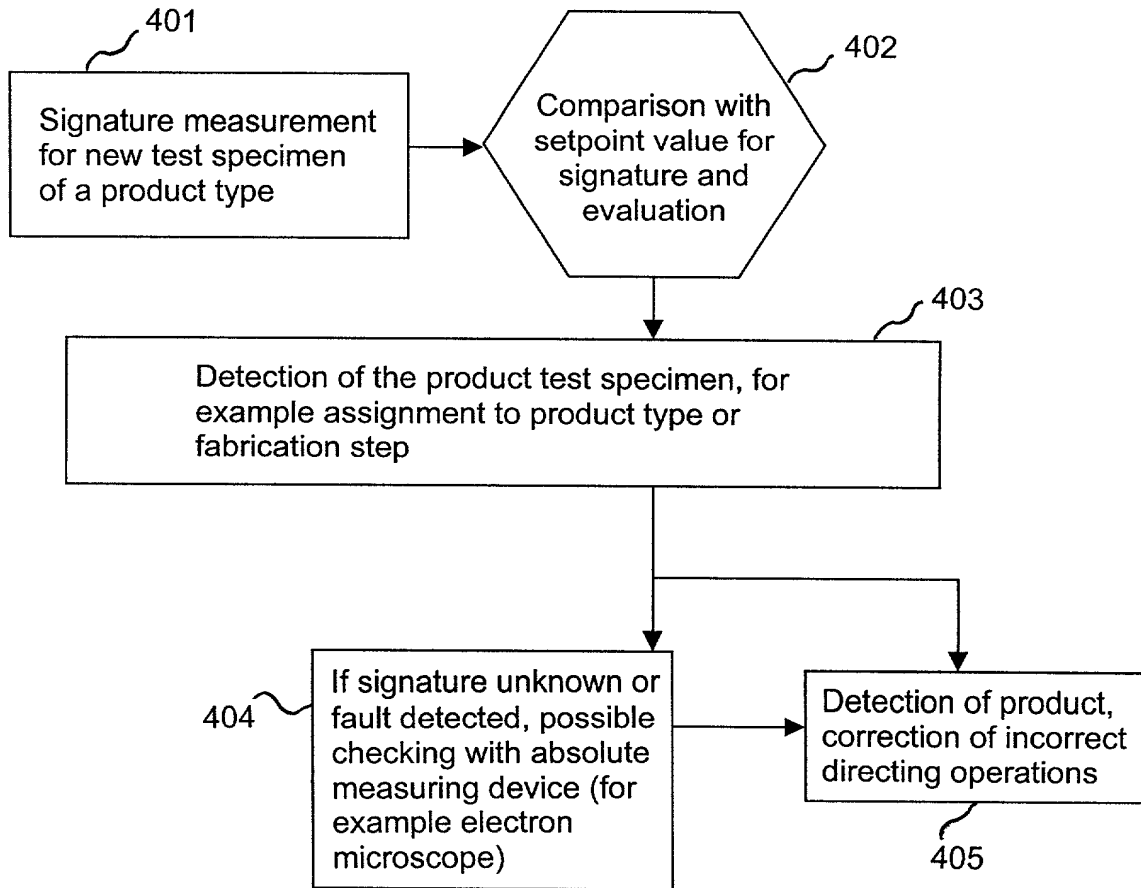 401
Signature measurement
for new test specimen
of a product type
402
Comparison with
setpoint value for
signature and
evaluation
403
Detection of the product test specimen, for
example assignment to product type or
fabrication step
404
If signature unknown or
fault detected, possible
checking with absolute
measuring device (for
example electron
microscope)
Detection of product,
correction of incorrect
directing operations
405